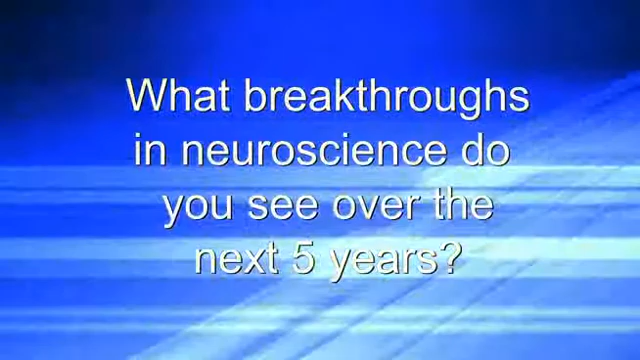 What breakthroughs
in neuroscience do
you see over the
next 5 years?